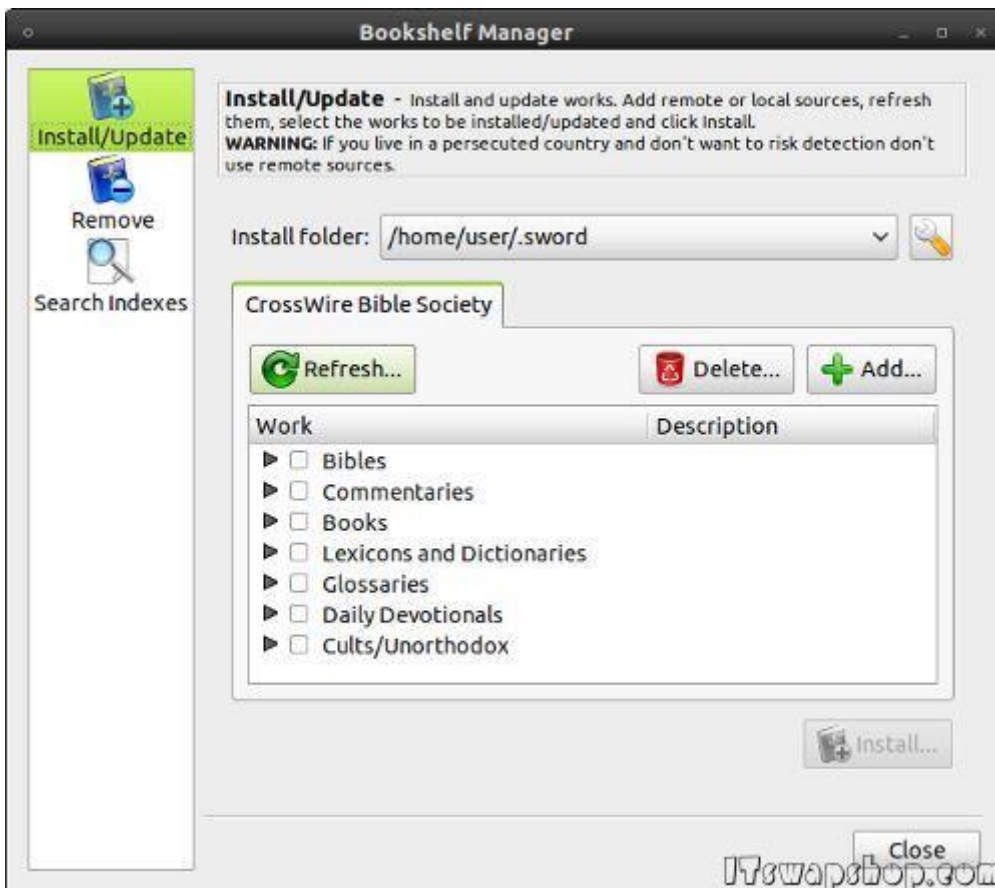 Bookshelf Manager
Install/Update
Remove
Search Indexes
Install/Update - Install and update works. Add remote or local sources, refresh
them, select the works to be installed/updated and click Install.
WARNING: If you live in a persecuted country and don't want to risk detection don't
use remote sources.
Install folder: /home/user/.sword
CrossWire Bible Society
Refresh... Delete... Add...
Work Description
Bibles
Commentaries
Books
Lexicons and Dictionaries
Glossaries
Daily Devotionals
Cults/Unorthodox
Install...
Close
ITswapshop.com